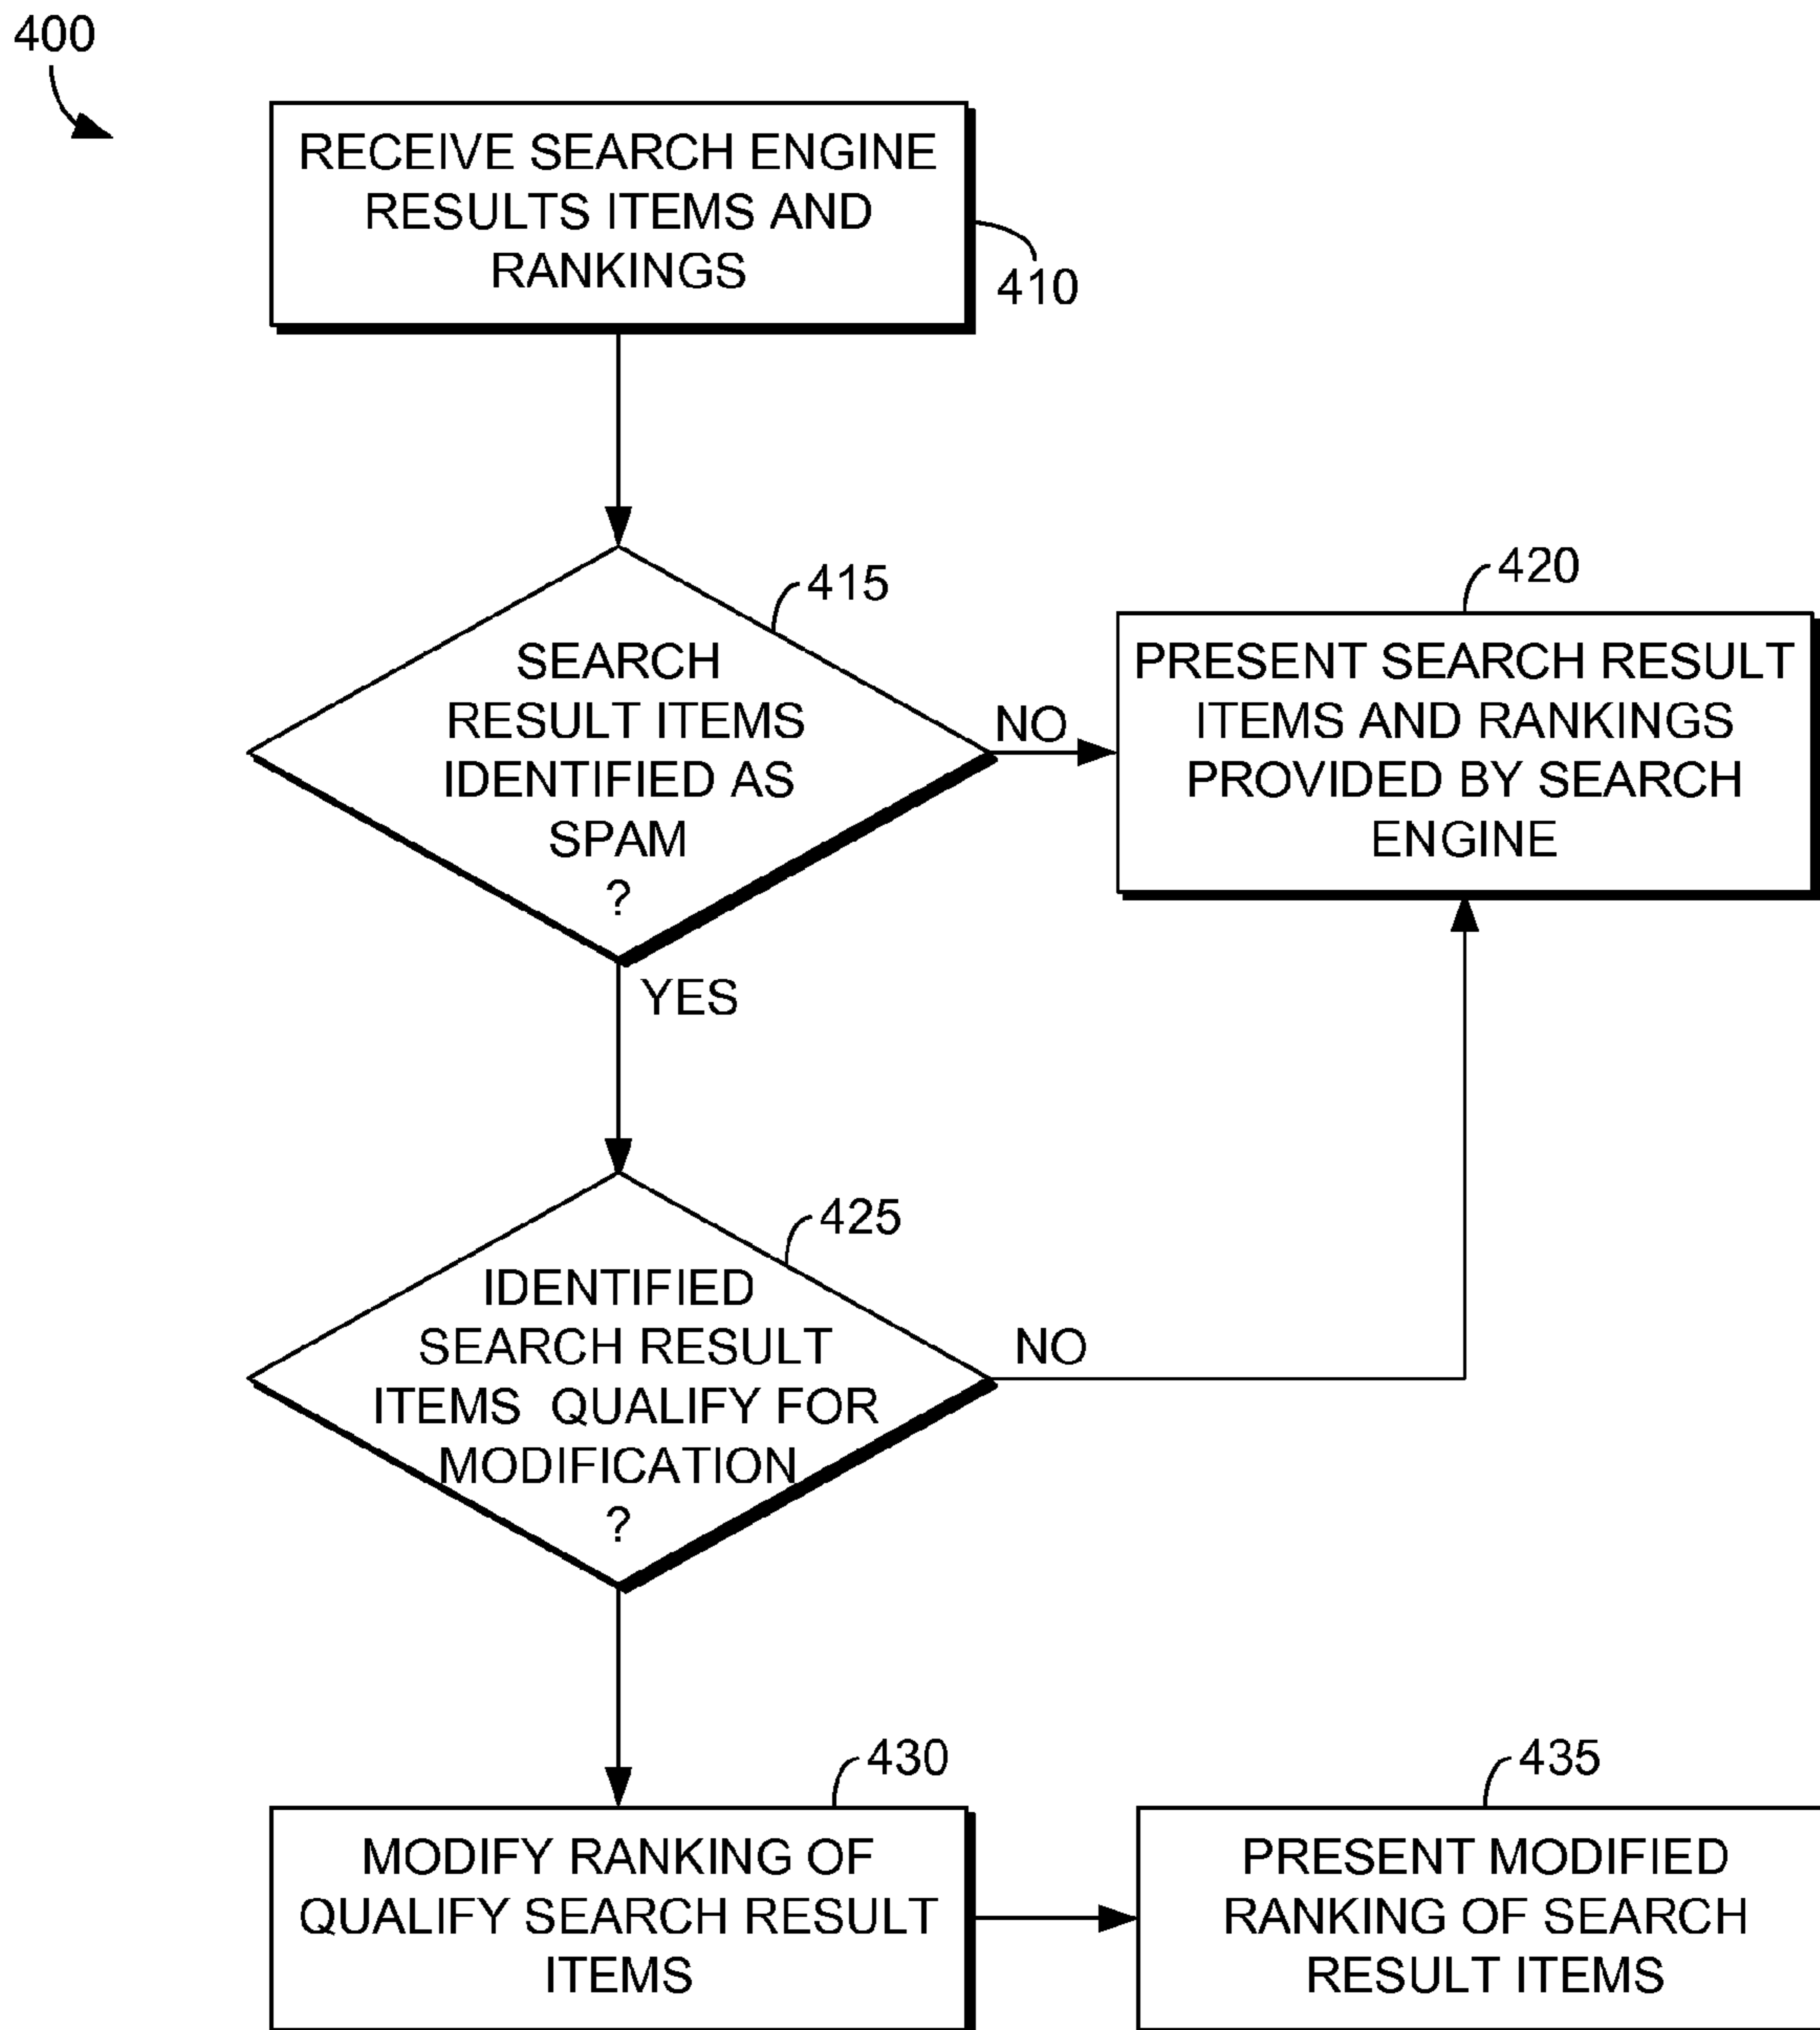 400
RECEIVE SEARCH ENGINE
RESULTS ITEMS AND
RANKINGS
410
415
SEARCH
RESULT ITEMS
IDENTIFIED AS
SPAM
?
NO
YES
420
PRESENT SEARCH RESULT
ITEMS AND RANKINGS
PROVIDED BY SEARCH
ENGINE
425
IDENTIFIED
SEARCH RESULT
ITEMS QUALIFY FOR
MODIFICATION
?
NO
430
MODIFY RANKING OF
QUALIFY SEARCH RESULT
ITEMS
435
PRESENT MODIFIED
RANKING OF SEARCH
RESULT ITEMS